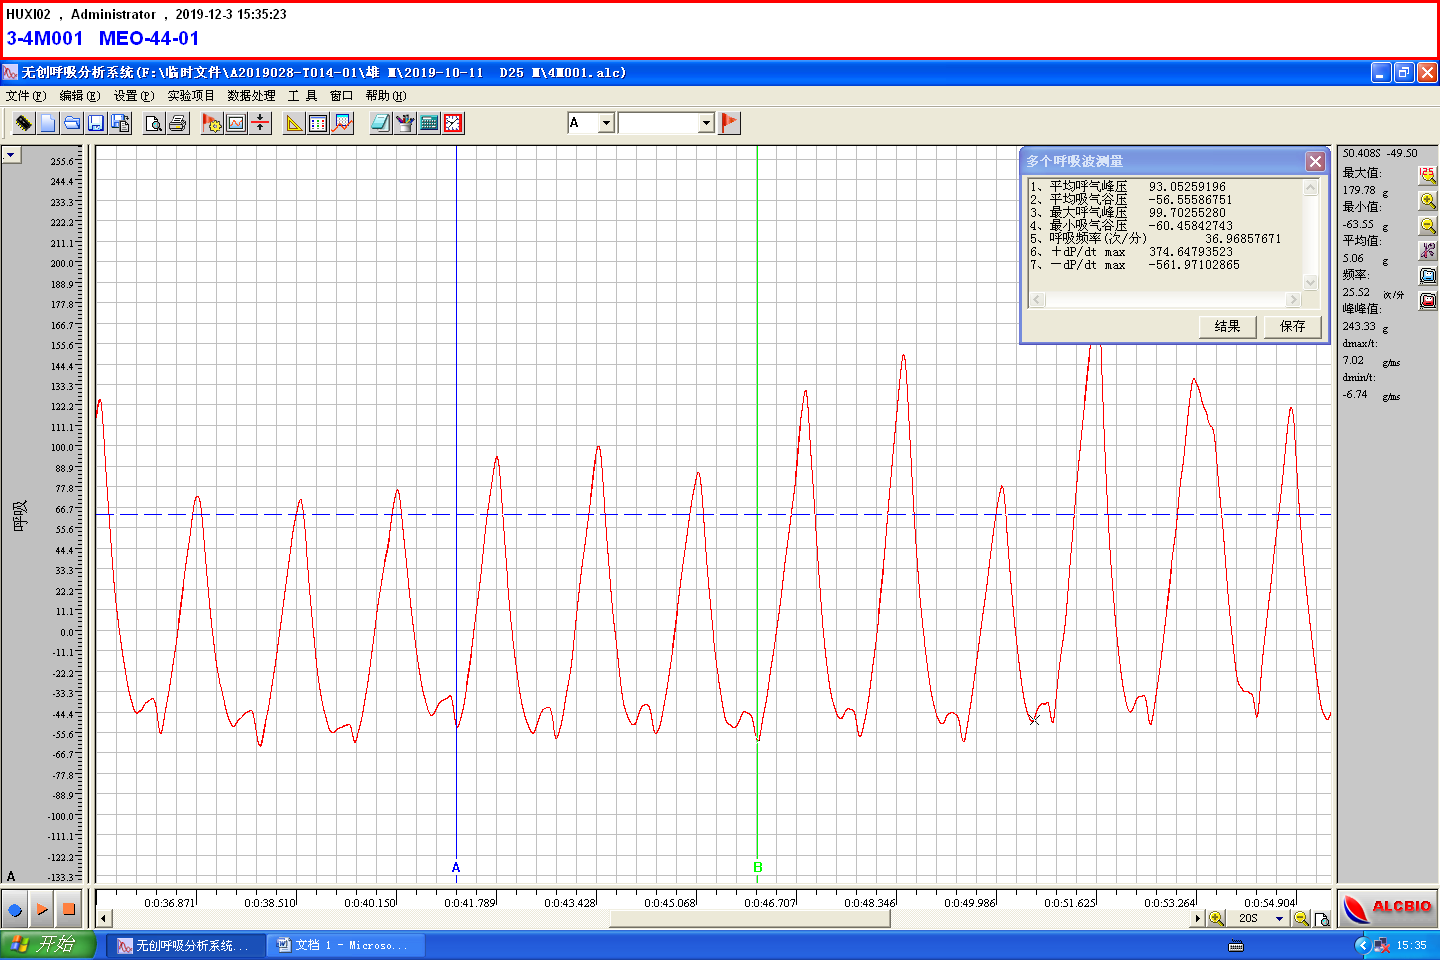 HUXI02 , Administrator , 2019-12-3 15:35:23
3-4M001 MEO-44-01
无创呼吸分析系统(F:\临时文件\A2019028-T014-01\雄 M\2019-10-11 D25 M\4M001.alc)
文件(F) 编辑(E) 设置(P) 实验项目 数据处理 工 具 窗口 帮助(H)
A
多个呼吸波测量
1、平均呼气峰压 93.05259196
2、平均吸气谷压 -56.55586751
3、最大呼气峰压 99.70255280
4、最小吸气谷压 -60.45842743
5、呼吸频率(次/分) 36.96857671
6、＋dP/dt max 374.64793523
7、－dP/dt max -561.97102865
结果 保存
50.408S -49.50
最大值:
179.78 g
最小值:
-63.55 g
平均值:
5.06 g
频率:
25.52 次/分
峰峰值:
243.33 g
dmax/t:
7.02 g/ms
dmin/t:
-6.74 g/ms
125
255.6
244.4
233.3
222.2
211.1
200.0
188.9
177.8
166.7
155.6
144.4
133.3
122.2
111.1
100.0
88.9
77.8
66.7
55.6
44.4
33.3
22.2
11.1
0.0
-11.1
-22.2
-33.3
-44.4
-55.6
-66.7
-77.8
-88.9
-100.0
-111.1
-122.2
-133.3
呼吸
A
A
B
0:0:36.871 0:0:38.510 0:0:40.150 0:0:41.789 0:0:43.428 0:0:45.068 0:0:46.707 0:0:48.346 0:0:49.986 0:0:51.625 0:0:53.264 0:0:54.904
20S
ALCBIO
开始 无创呼吸分析系统... 文档 1 - Microso... 15:35